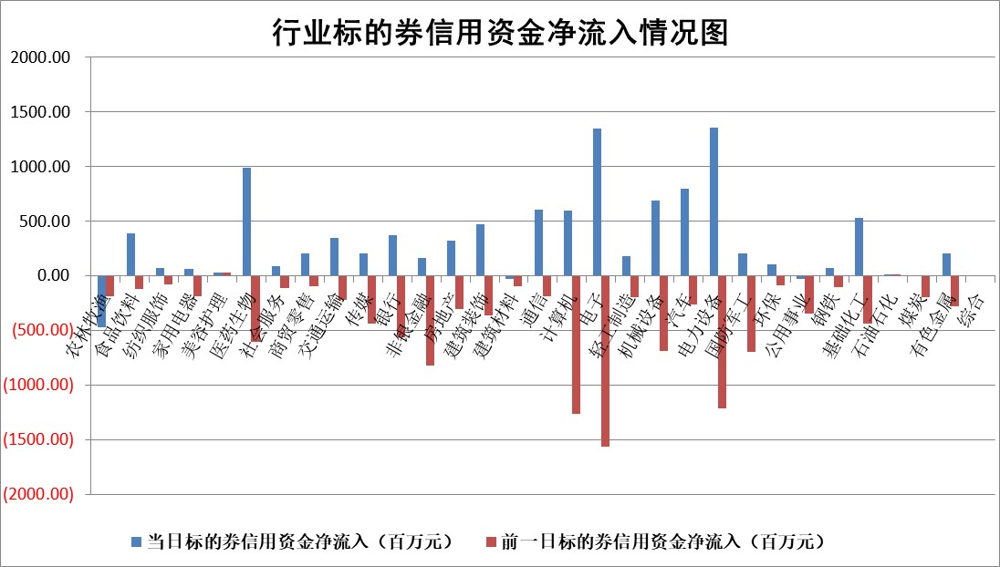 行业标的券信用资金净流入情况图
2000.00
1500.00
1000.00
500.00
0.00
(500.00)
(1000.00)
(1500.00)
(2000.00)
农林牧渔
食品饮料
纺织服饰
家用电器
美容护理
医药生物
社会服务
商贸零售
交通运输
传媒
银行
非银金融
房地产
建筑装饰
建筑材料
通信
计算机
电子
轻工制造
机械设备
汽车
电力设备
国防军工
环保
公用事业
钢铁
基础化工
石油石化
煤炭
有色金属
综合
当日标的券信用资金净流入（百万元）
前一日标的券信用资金净流入（百万元）